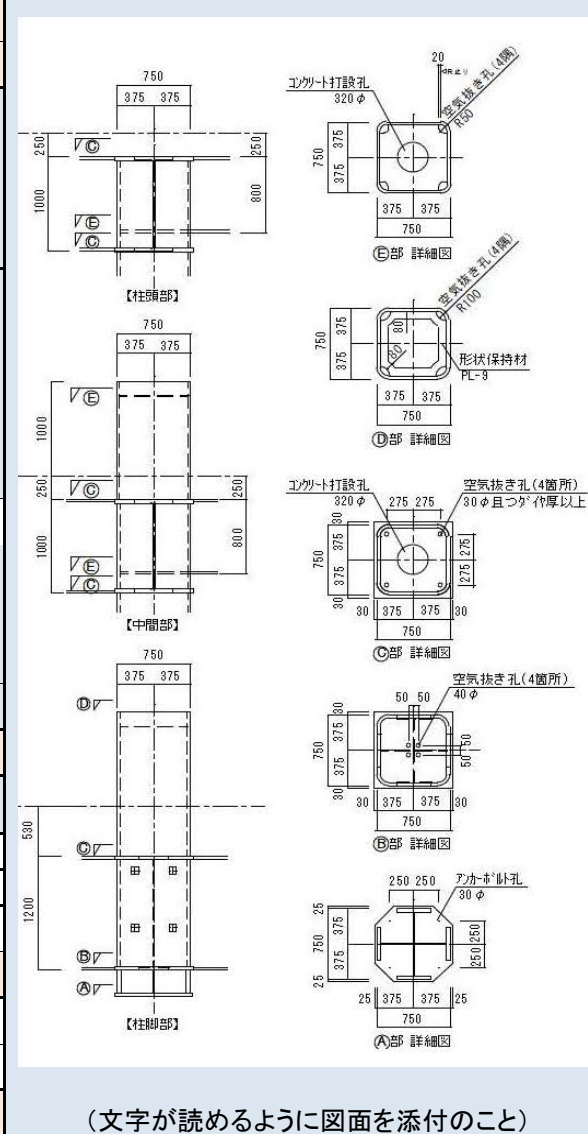 750
375 375
250
Ⓒ
250
1000
800
Ⓔ
Ⓒ
【柱頭部】
コンクリート打設孔
320φ
20
空気抜き孔(4隅)
R50
750
375
375
375 375
750
Ⓔ部 詳細図
空気抜き孔(4隅)
R100
750
375
375
80
80
形状保持材
PL-9
375 375
750
Ⓓ部 詳細図
750
375 375
1000
Ⓔ
250
Ⓒ
250
1000
800
Ⓔ
Ⓒ
【中間部】
コンクリート打設孔
320φ
275 275
空気抜き孔(4箇所)
30φ且つダイヤ厚以上
30
750
375
375
275
275
30
30 375 375 30
750
Ⓒ部 詳細図
750
375 375
Ⓓ
530
Ⓒ
1200
Ⓑ
Ⓐ
【柱脚部】
空気抜き孔(4箇所)
40φ
50 50
30
750
375
375
50
50
30
30 375 375 30
750
Ⓑ部 詳細図
250 250
アンカーボルト孔
30φ
25
750
375
375
250
250
25
25 375 375 25
750
Ⓐ部 詳細図
(文字が読めるように図面を添付のこと)